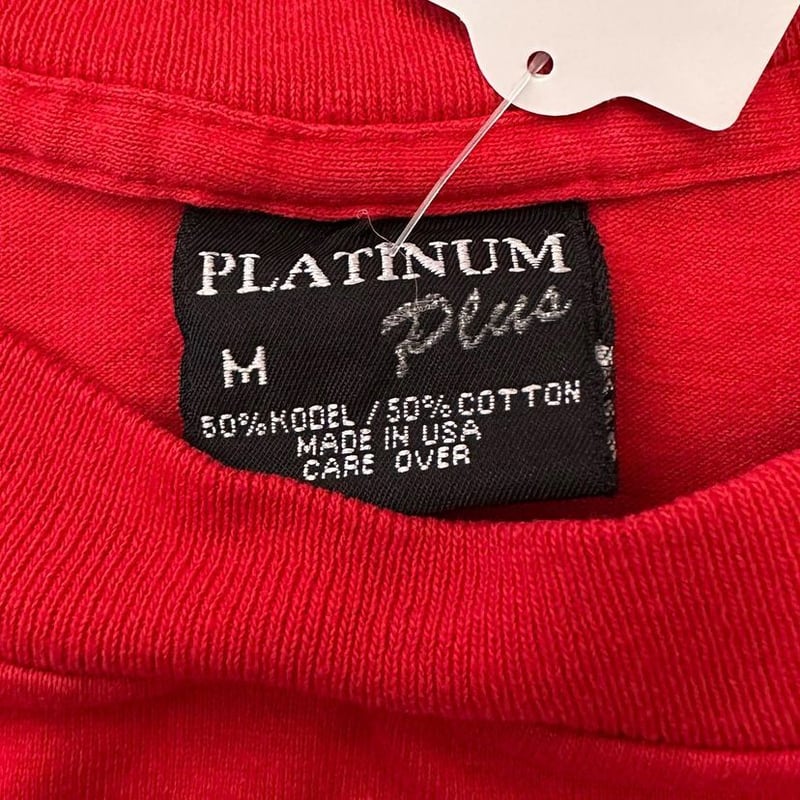 PLATINUM
Plus
M
50% KODEL / 50% COTTON
MADE IN USA
CARE OVER